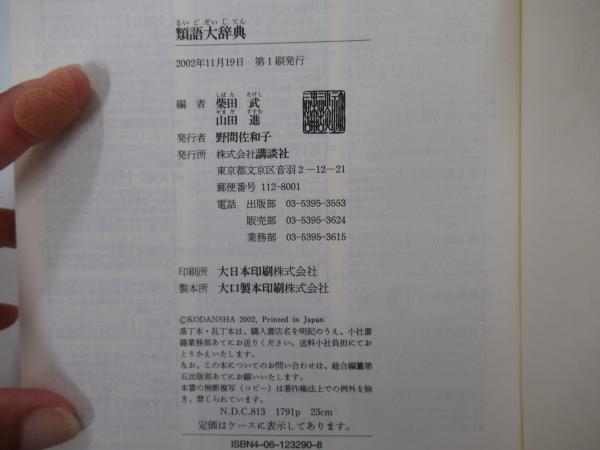 るいごだいじてん
類語大辞典
2002年11月19日 第1刷発行
しばた たけし
編者 柴田 武
やまだ すすむ
山田 進
発行者 野間佐和子
発行所 株式会社講談社
東京都文京区音羽2-12-21
郵便番号 112-8001
電話 出版部 03-5395-3553
販売部 03-5395-3624
業務部 03-5395-3615
印刷所 大日本印刷株式会社
製本所 大口製本印刷株式会社
©KODANSHA 2002, Printed in Japan
落丁本・乱丁本は、購入書店名を明記のうえ、小社書
籍業務部あてにお送りください。送料小社負担にてお
とりかえいたします。
なお、この本についてのお問い合わせは、総合編纂第
五出版部あてにお願いいたします。
本書の無断複写（コピー）は著作権法上での例外を除
き、禁じられています。
N.D.C.813 1791p 23cm
定価はケースに表示してあります。
ISBN4-06-123290-8